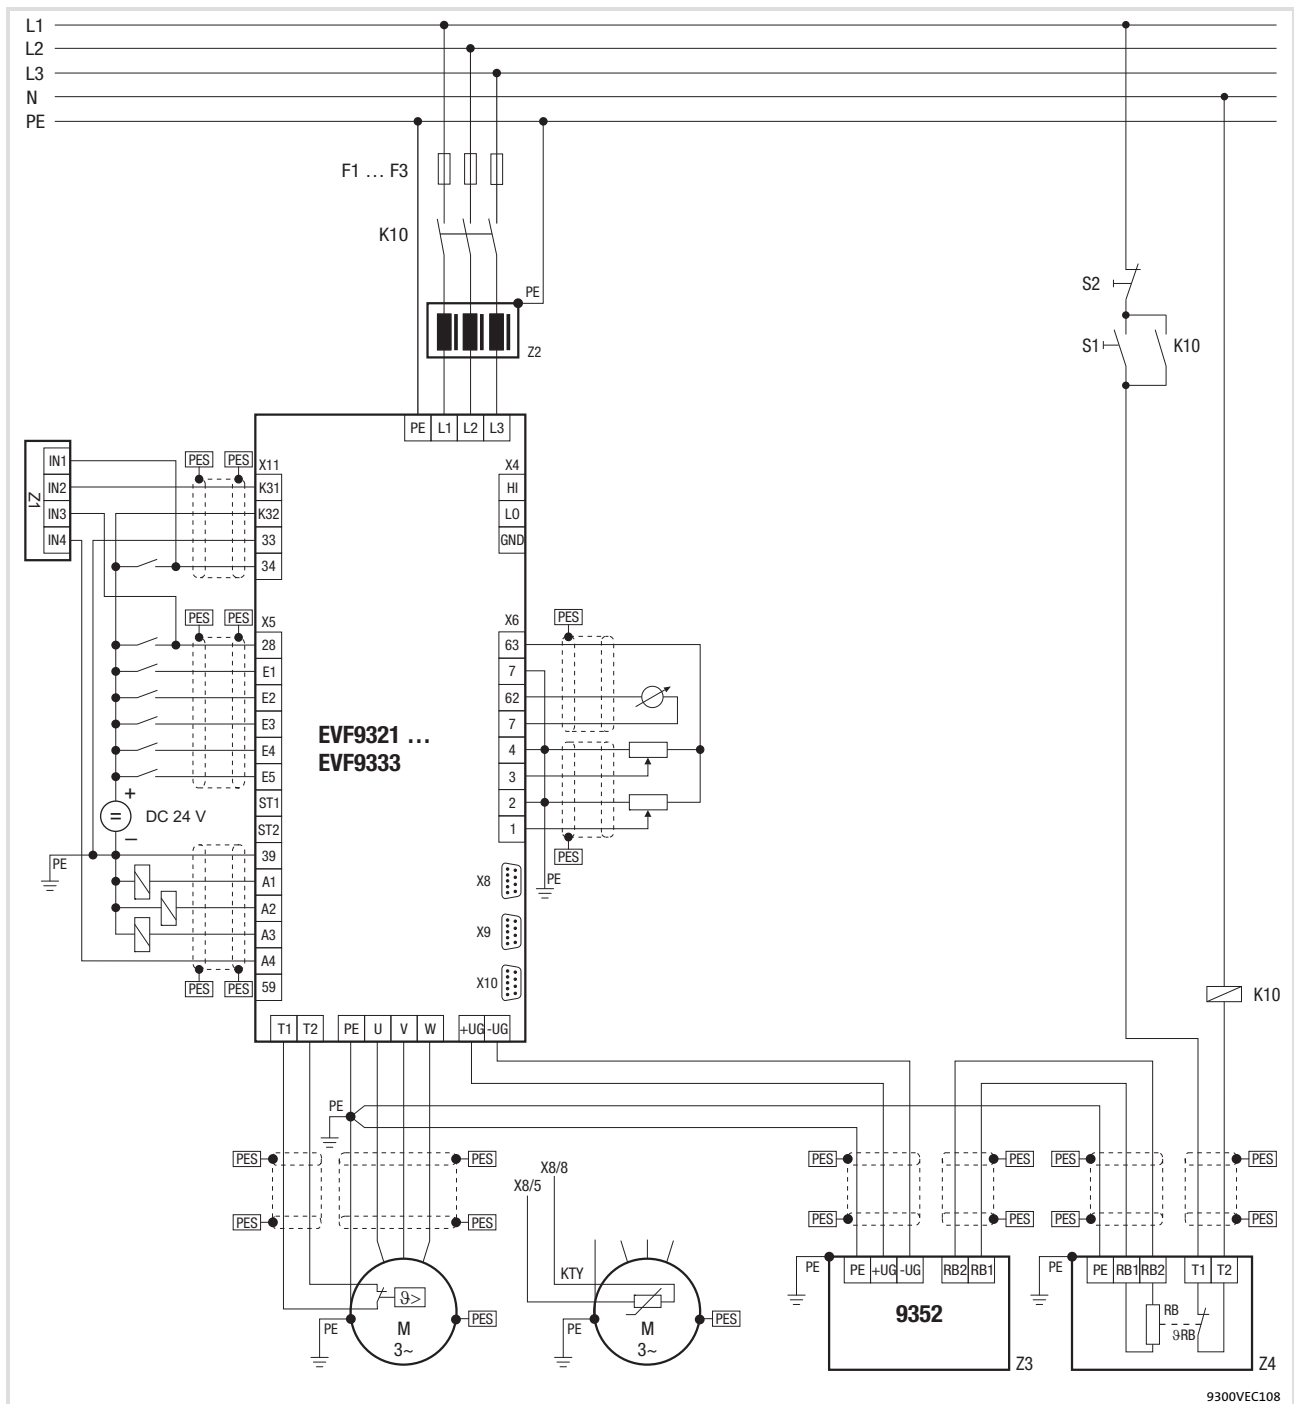 L1
L2
L3
N
PE
F1 … F3
K10
PE
Z2
S2
S1
K10
PE L1 L2 L3
Z1
IN1
IN2
IN3
IN4
PES PES
X11
K31
K32
33
34
X4
HI
LO
GND
PES PES
X5
28
E1
E2
E3
E4
E5
ST1
ST2
39
A1
A2
A3
A4
59
+
=
DC 24 V
–
PE
PES PES
EVF9321 …
EVF9333
X6
63
7
62
7
4
3
2
1
PES
PES
PE
X8
X9
X10
K10
T1 T2 PE U V W +UG -UG
PE
PES PES
PES PES
X8/8
X8/5
KTY
PES PES
PES PES
PES PES
PES PES
ϑ>
M
3~
PE
PES
M
3~
PE
PES
PE
PE +UG -UG RB2 RB1
9352
Z3
PE
PE RB1 RB2 T1 T2
RB
ϑRB
Z4
9300VEC108